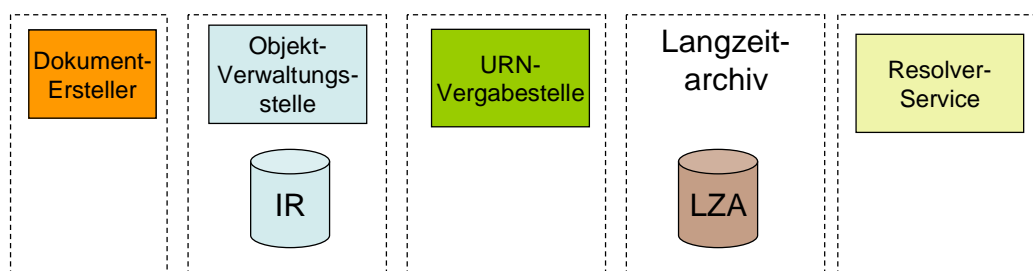 Dokument-
Ersteller
Objekt-
Verwaltungs-
stelle
URN-
Vergabestelle
Langzeit-
archiv
Resolver-
Service
IR
LZA